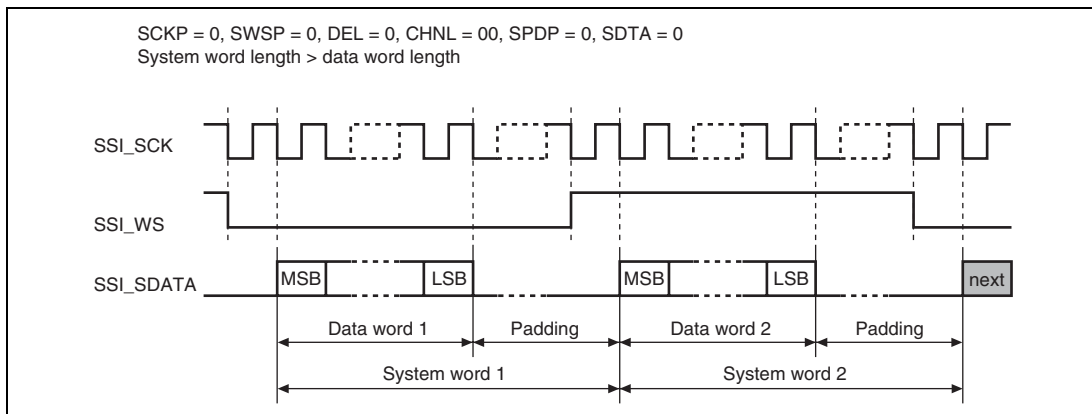 SCKP = 0, SWSP = 0, DEL = 0, CHNL = 00, SPDP = 0, SDTA = 0
System word length > data word length
SSI_SCK
SSI_WS
SSI_SDATA
MSB LSB MSB LSB next
Data word 1 Padding Data word 2 Padding
System word 1 System word 2